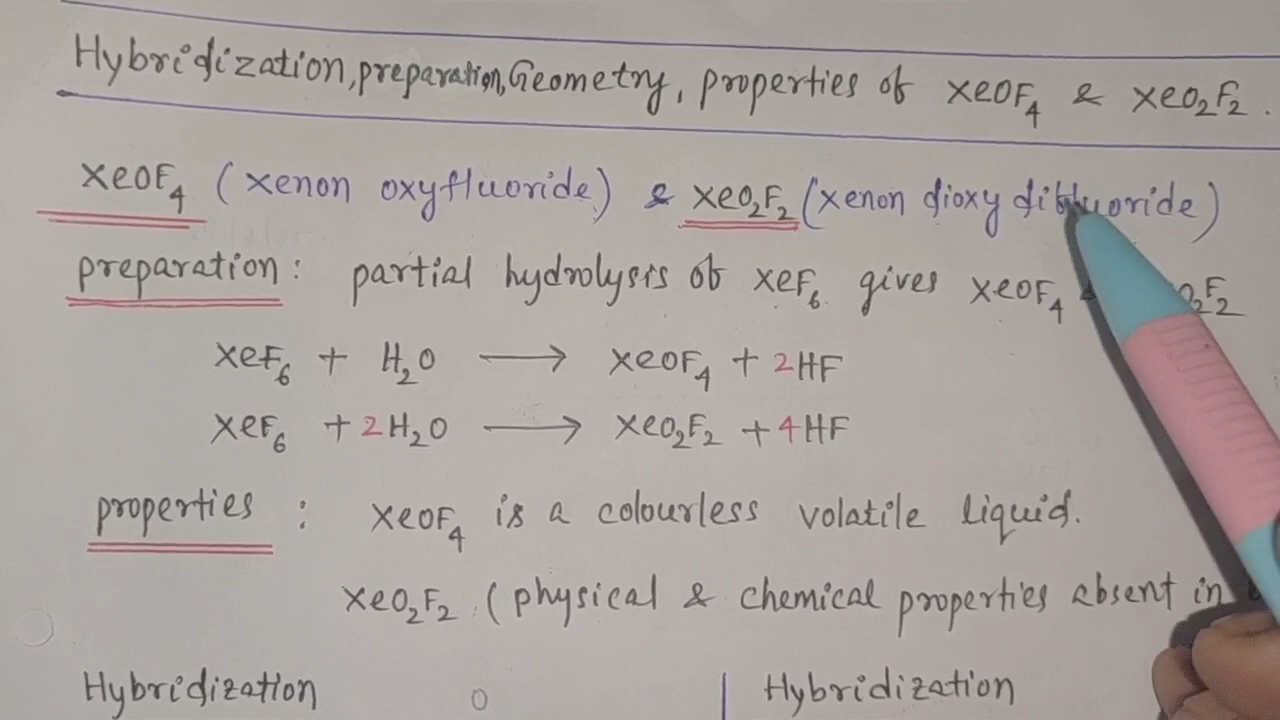 Hybridization, preparation, Geometry, properties of XeOF₄ & XeO₂F₂.
XeOF₄ (xenon oxyfluoride) & XeO₂F₂ (xenon dioxy difluoride)
preparation: partial hydrolysis of XeF₆ gives XeOF₄ O₂F₂
XeF₆ + H₂O ⟶ XeOF₄ + 2HF
XeF₆ + 2H₂O ⟶ XeO₂F₂ + 4HF
properties : XeOF₄ is a colourless volatile liquid.
XeO₂F₂ (physical & chemical properties absent in
Hybridization O | Hybridization